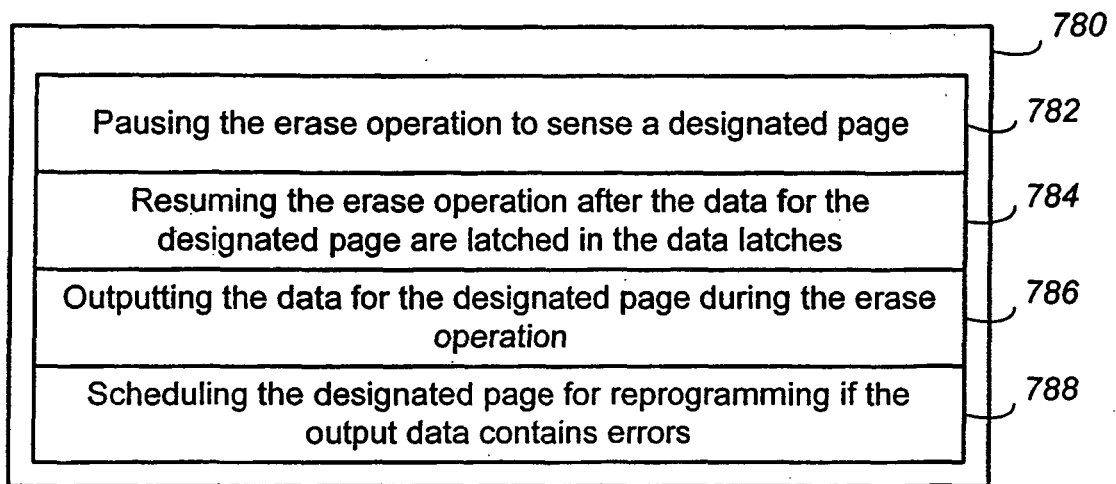 780
Pausing the erase operation to sense a designated page
782
Resuming the erase operation after the data for the
designated page are latched in the data latches
784
Outputting the data for the designated page during the erase
operation
786
Scheduling the designated page for reprogramming if the
output data contains errors
788